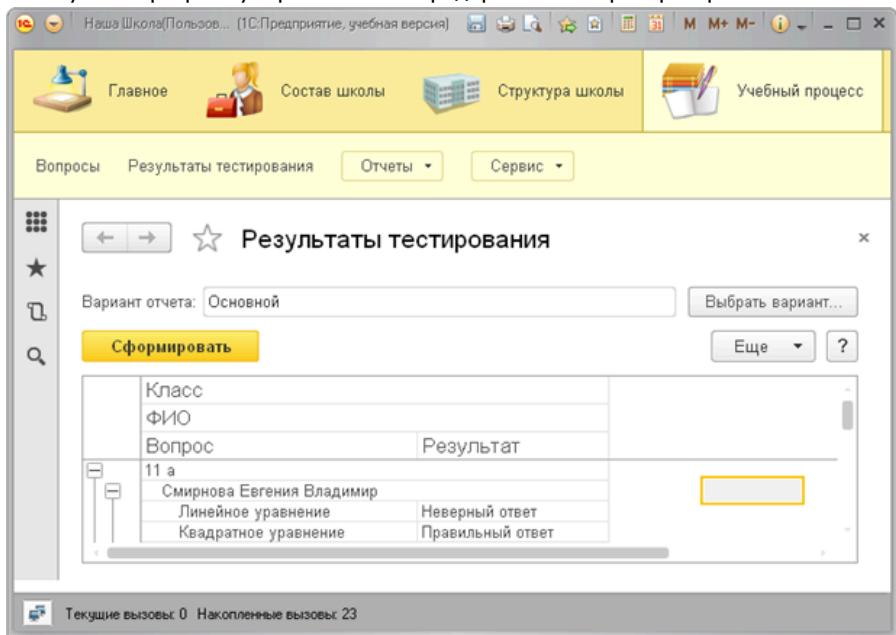 Наша Школа(Пользов... (1С:Предприятие, учебная версия) M M+ M-
Главное Состав школы Структура школы Учебный процесс
Вопросы Результаты тестирования Отчеты Сервис
Результаты тестирования
Вариант отчета: Основной Выбрать вариант...
Сформировать Еще ?
Класс
ФИО
Вопрос Результат
11 а
Смирнова Евгения Владимир
Линейное уравнение Неверный ответ
Квадратное уравнение Правильный ответ
Текущие вызовы: 0 Накопленные вызовы: 23